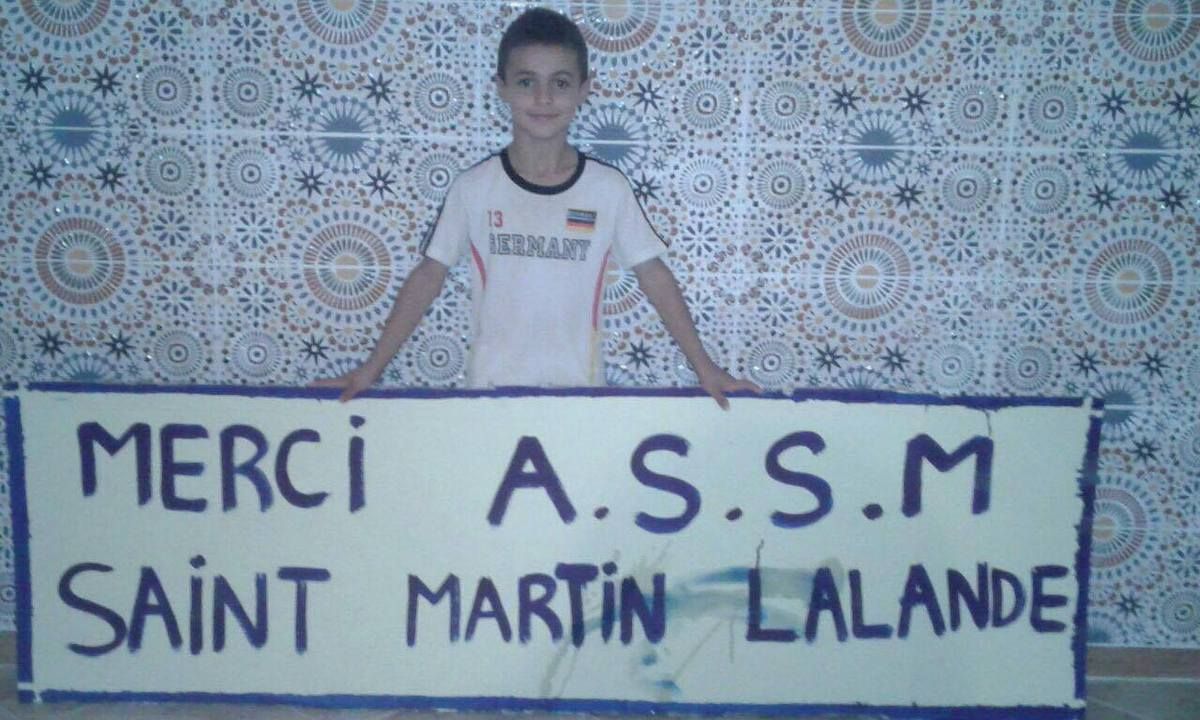 13
GERMANY
MERCi A.S.S.M
SAiNT MARTiN LALANDE